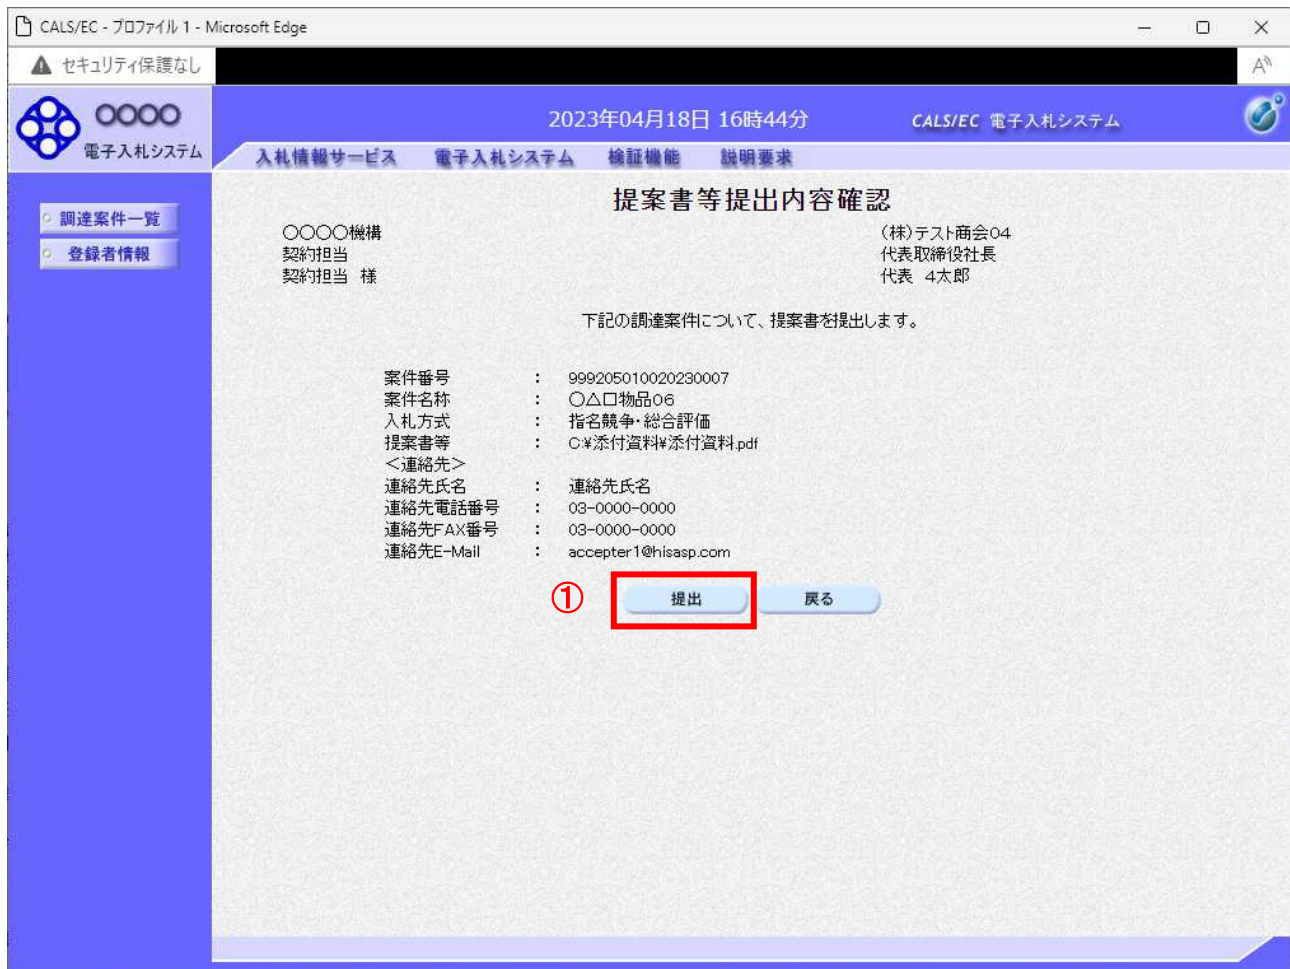 CALS/EC - プロファイル 1 - Microsoft Edge
セキュリティ保護なし
OOOO
電子入札システム
2023年04月18日 16時44分
CALS/EC 電子入札システム
入札情報サービス 電子入札システム 検証機能 説明要求
調達案件一覧
登録者情報
提案書等提出内容確認
〇〇〇〇機構
契約担当
契約担当 様
(株)テスト商会04
代表取締役社長
代表 4太郎
下記の調達案件について、提案書を提出します。
案件番号 : 999205010020230007
案件名称 : 〇△口物品06
入札方式 : 指名競争・総合評価
提案書等 : C:¥添付資料¥添付資料.pdf
<連絡先>
連絡先氏名 : 連絡先氏名
連絡先電話番号 : 03-0000-0000
連絡先FAX番号 : 03-0000-0000
連絡先E-Mail : accepter1@hisasp.com
① 提出 戻る